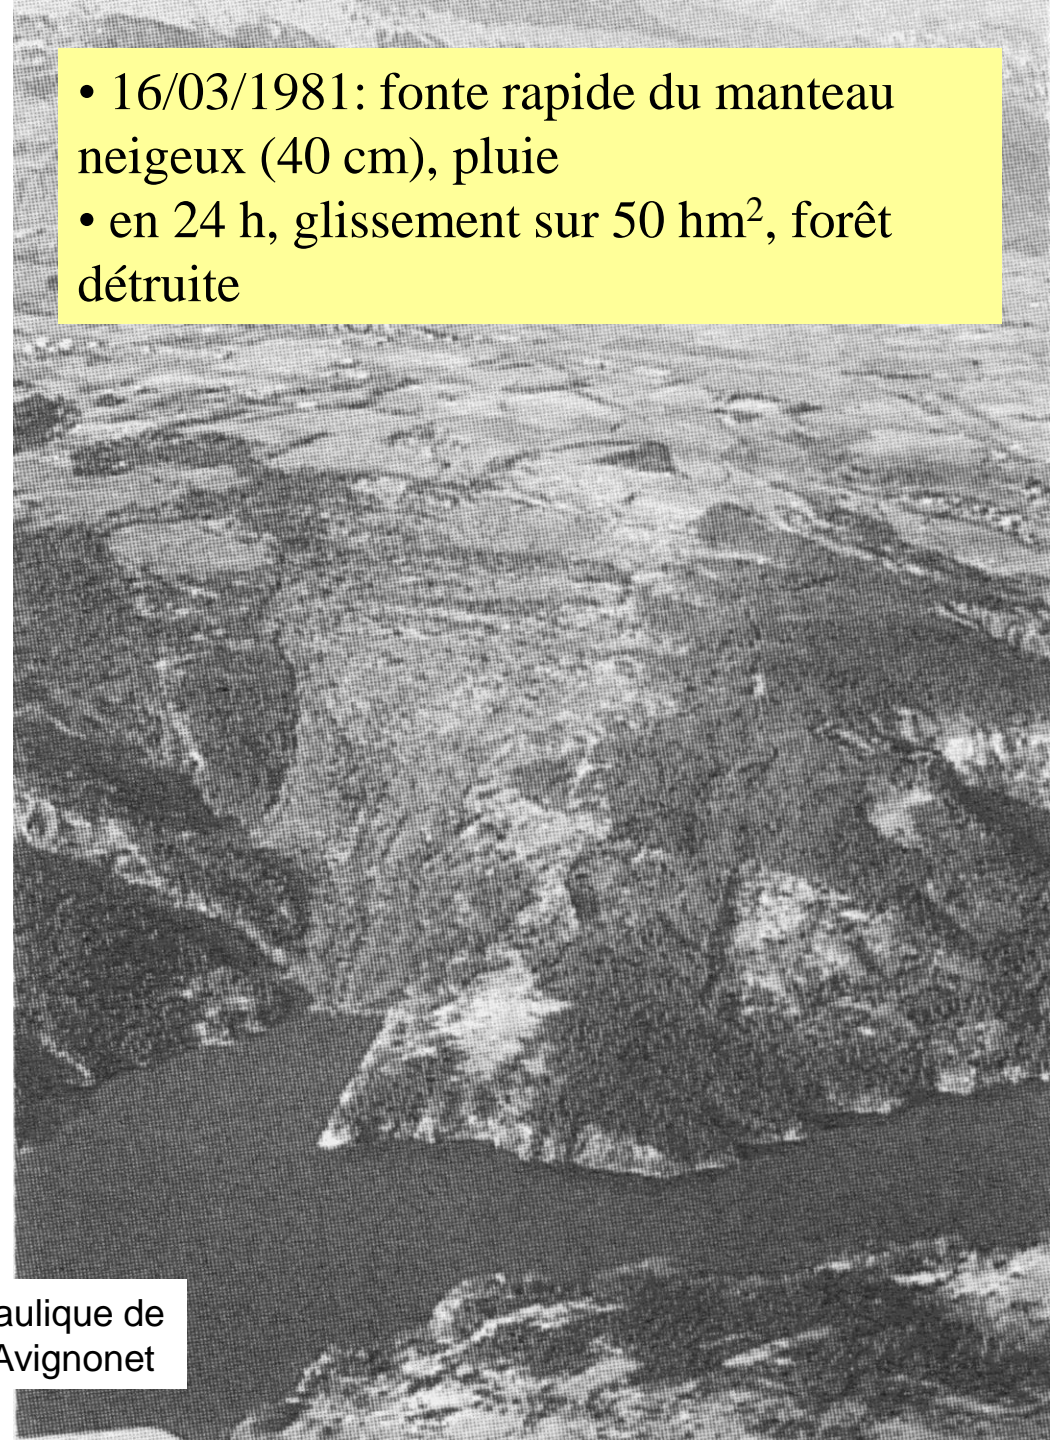 • 16/03/1981: fonte rapide du manteau
neigeux (40 cm), pluie
• en 24 h, glissement sur 50 hm², forêt
détruite
aulique de
Avignonet